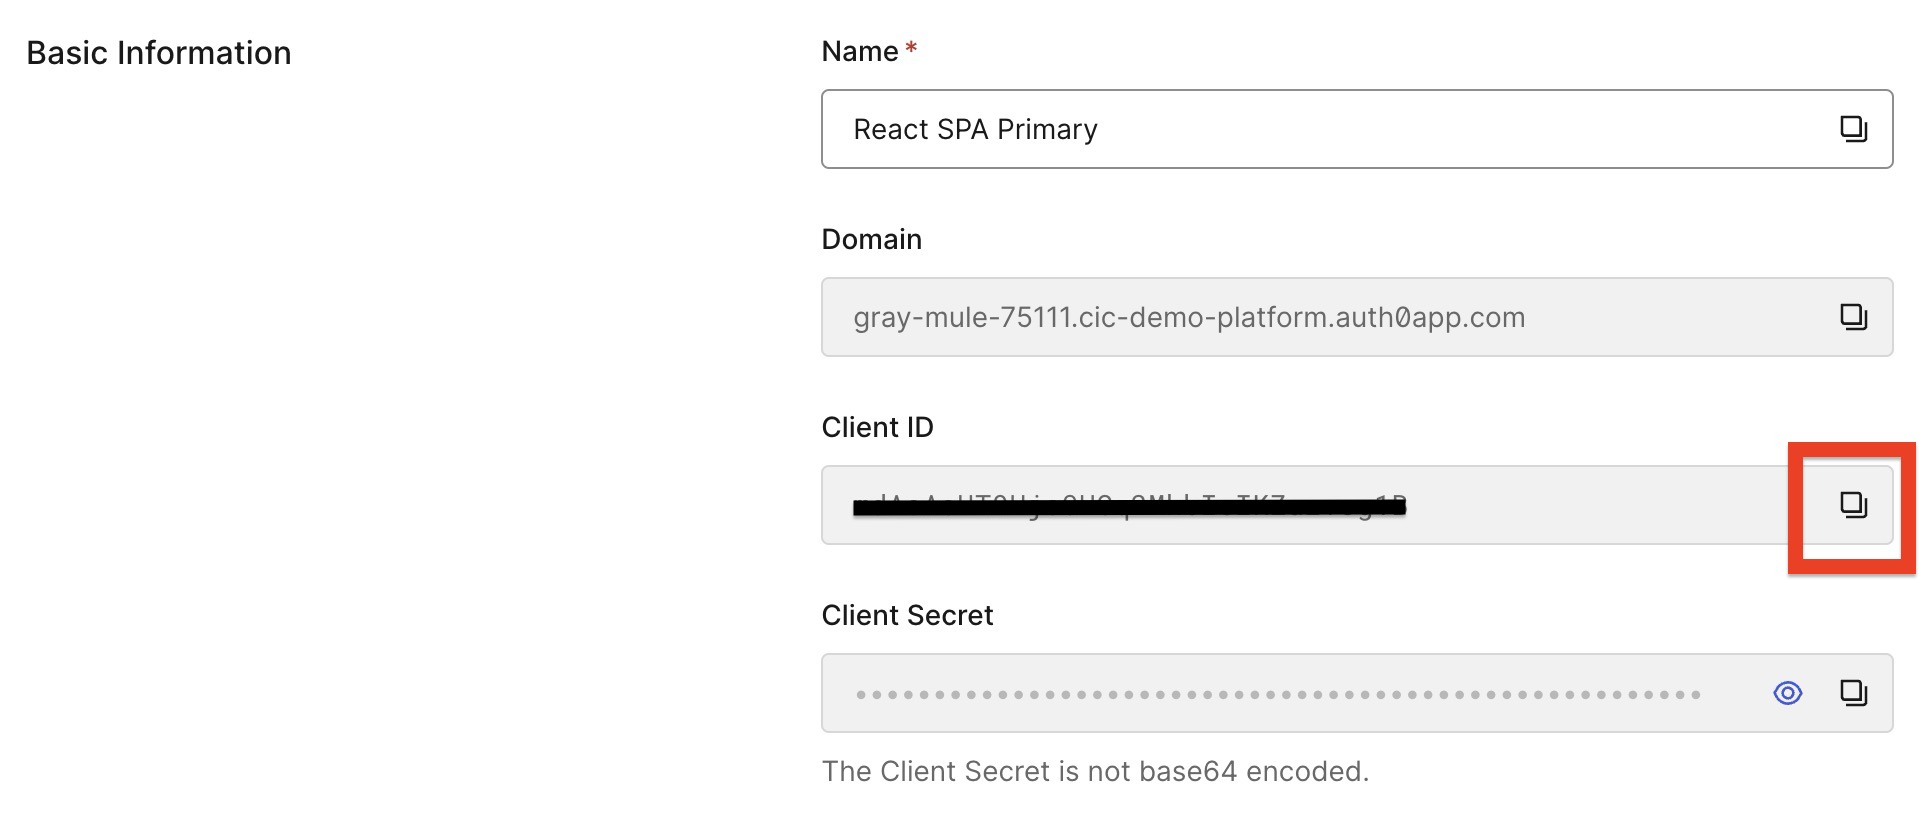 Basic Information
Name *
React SPA Primary
Domain
gray-mule-75111.cic-demo-platform.auth0app.com
Client ID
Client Secret
The Client Secret is not base64 encoded.